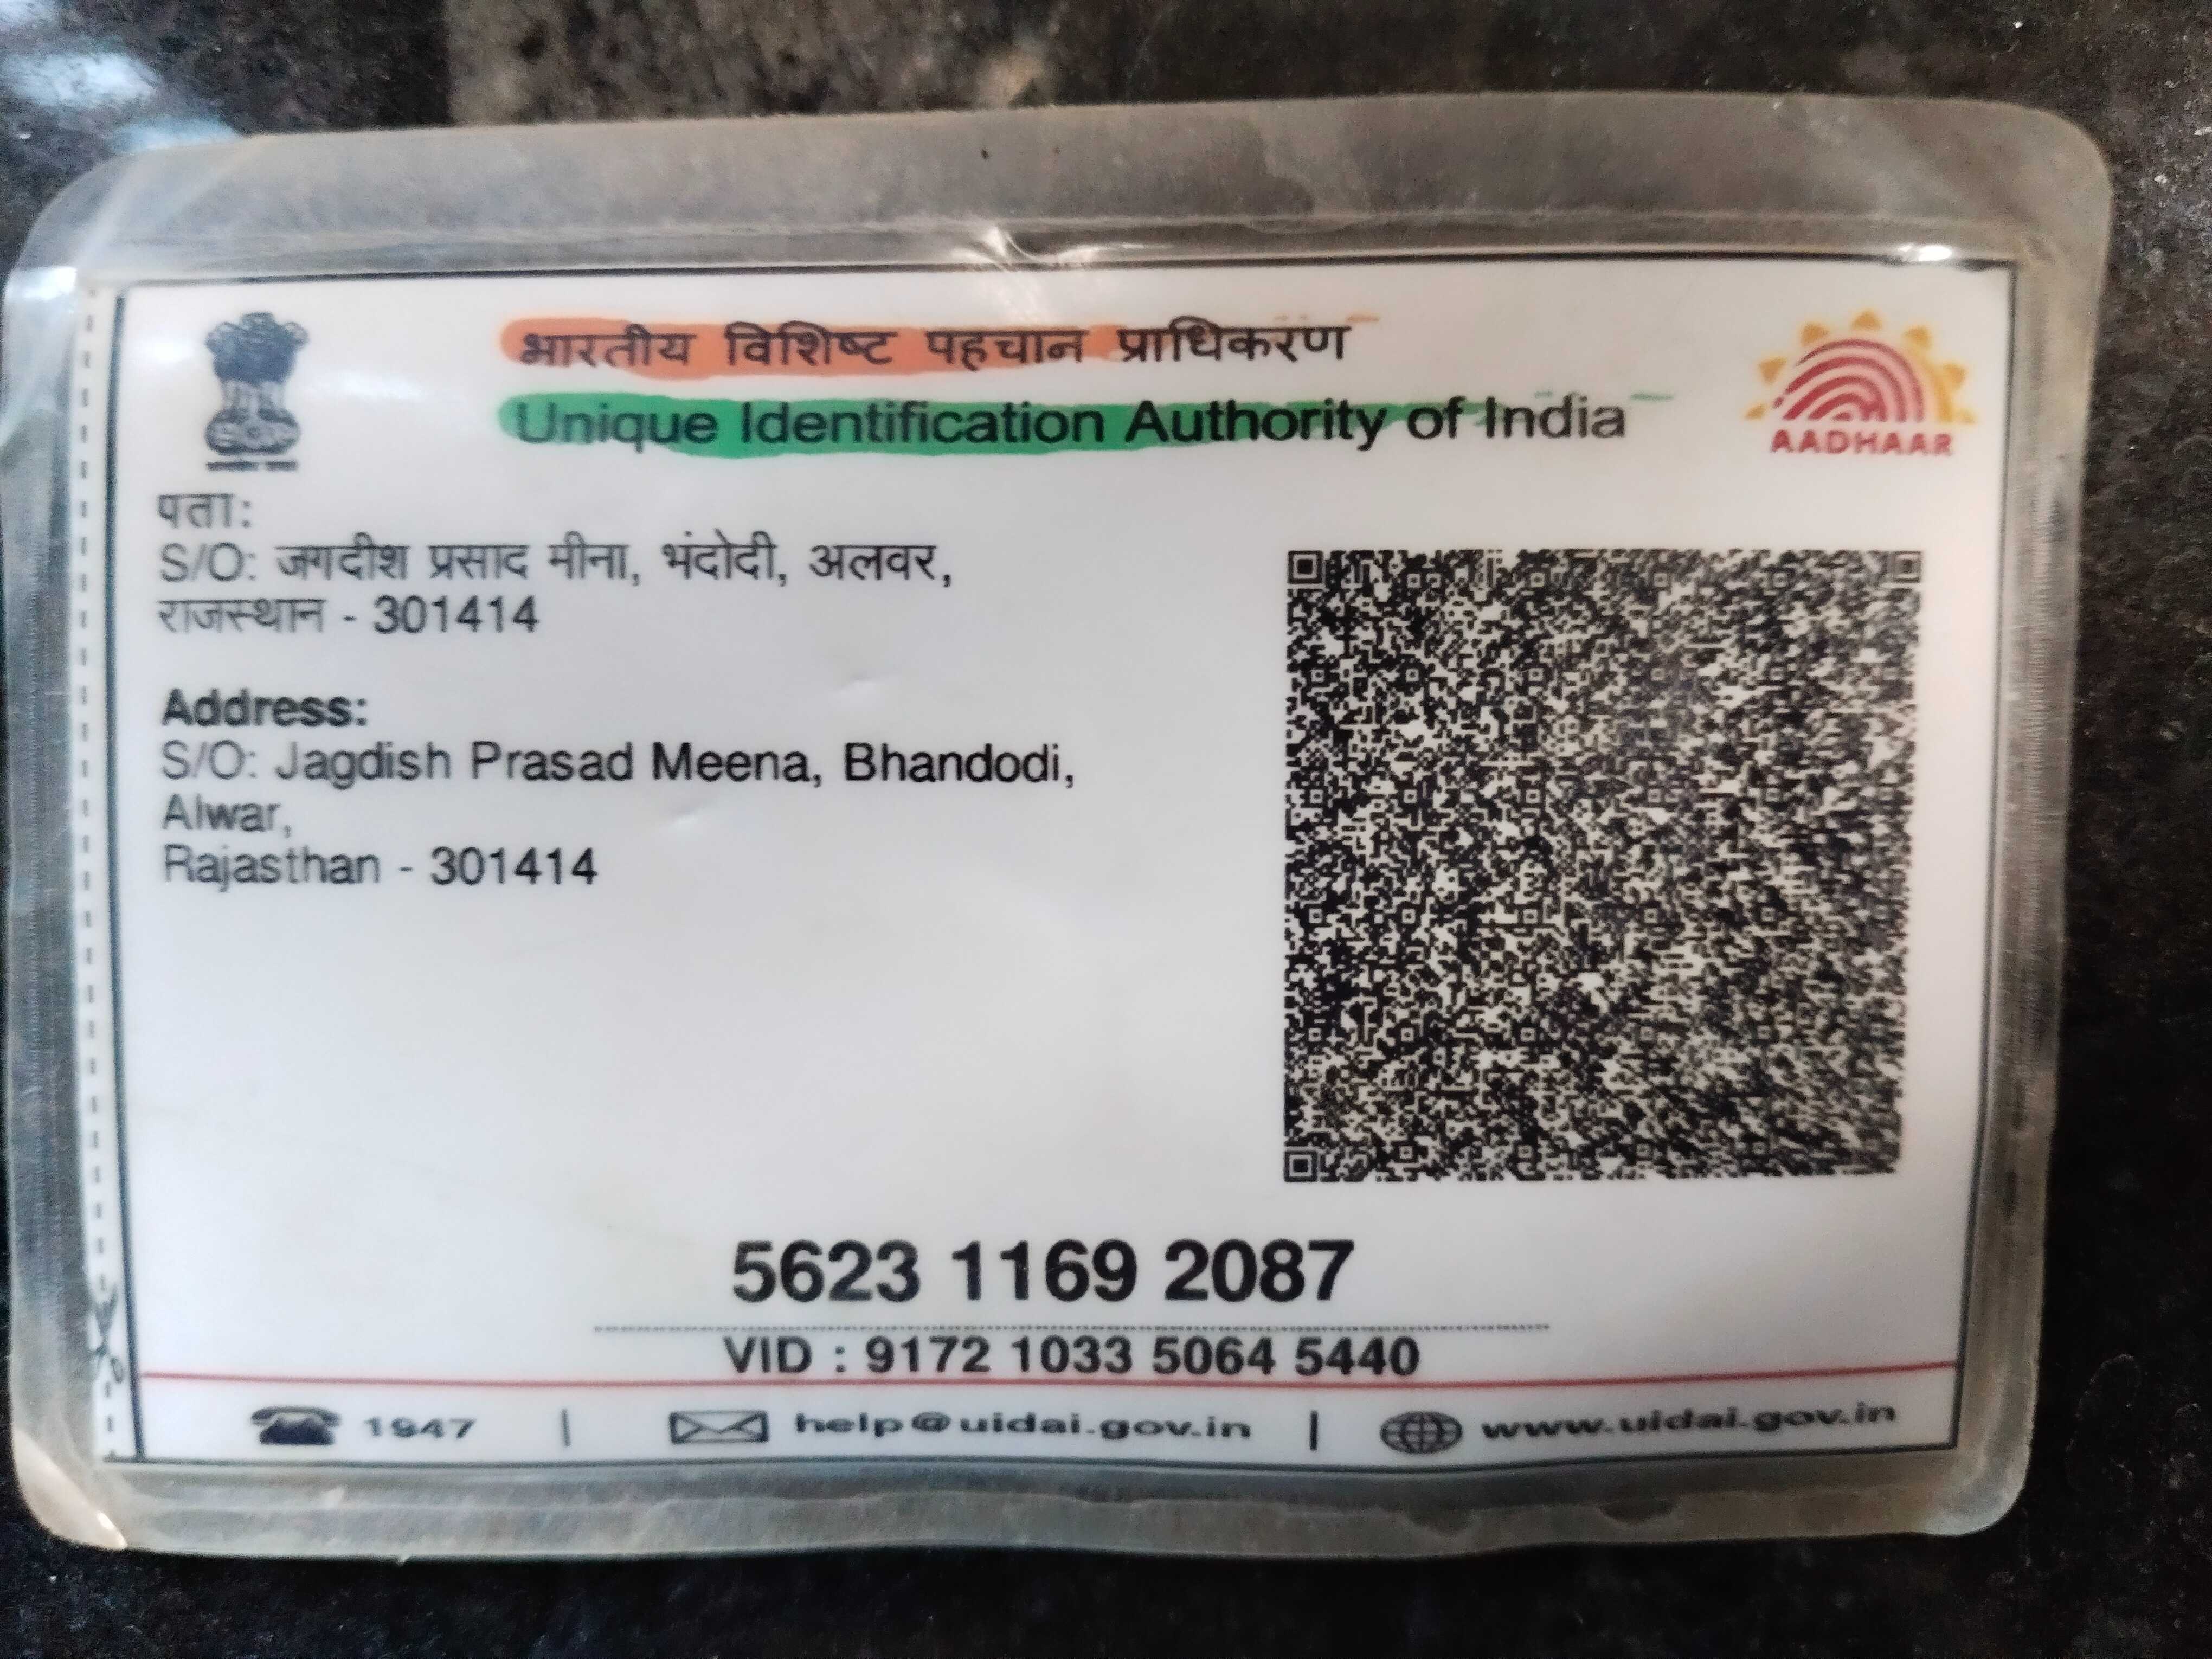 भारतीय विशिष्ट पहचान प्राधिकरण
Unique Identification Authority of India
AADHAAR
पता:
S/O: जगदीश प्रसाद मीना, भंदोदी, अलवर,
राजस्थान - 301414
Address:
S/O: Jagdish Prasad Meena, Bhandodi,
Alwar,
Rajasthan - 301414
5623 1169 2087
VID : 9172 1033 5064 5440
1947 | help@uidai.gov.in | www.uidai.gov.in